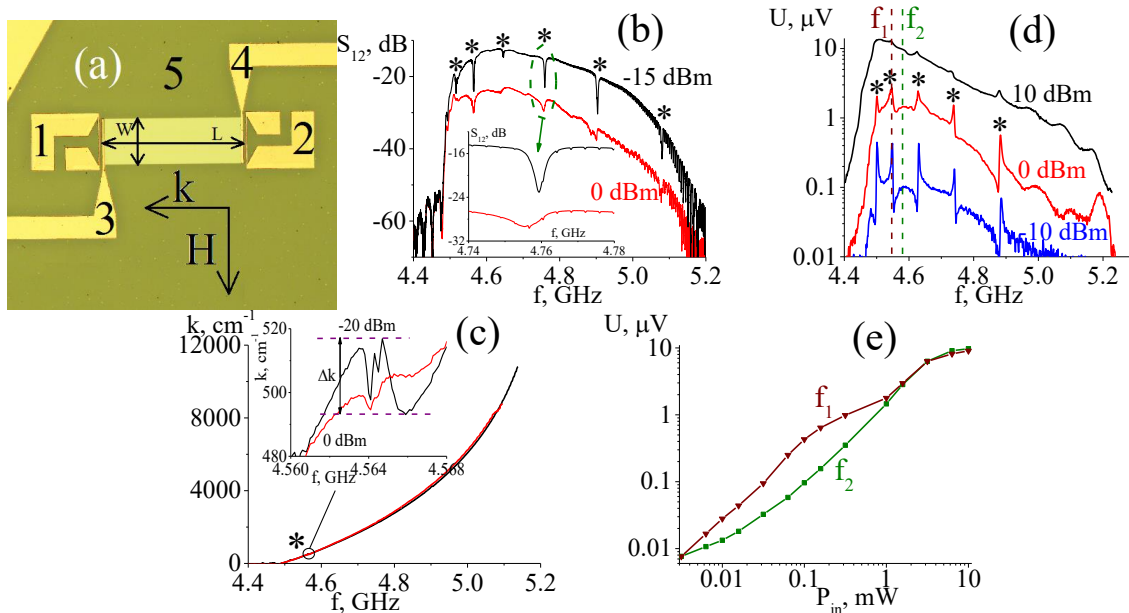 (a)
4
5
W
L
1
2
k
3
H
(b)
S₁₂, dB
* * * * * *
-15 dBm
-20
-40
-60
S₁₂, dB
-16
-24
-32
4.74 4.76 4.78
f, GHz
0 dBm
4.4 4.6 4.8 5.0 5.2
f, GHz
(d)
U, μV
f₁ f₂
10
1
0.1
0.01
* * * * *
10 dBm
0 dBm
-10 dBm
4.4 4.6 4.8 5.0 5.2
f, GHz
(c)
k, cm⁻¹
12000
8000
4000
0
k, cm⁻¹
520
500
480
-20 dBm
Δk
0 dBm
4.560 4.564 4.568
f, GHz
*
4.4 4.6 4.8 5.0
f, GHz
(e)
U, μV
10
1
0.1
0.01
f₁
f₂
0.01 0.1 1 10
Pᵢₙ, mW